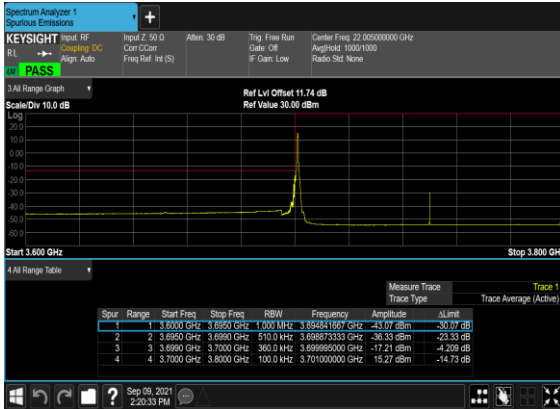 Spectrum Analyzer 1
Spurious Emissions
+
KEYSIGHT
RL
Input: RF
Coupling: DC
Align: Auto
Input Z: 50 Ω
Corr CCorr
Freq Ref: Int (S)
Atten: 30 dB
Trig: Free Run
Gate: Off
IF Gain: Low
Center Freq: 22.005000000 GHz
Avg|Hold: 1000/1000
Radio Std: None
PASS
3 All Range Graph
Scale/Div 10.0 dB
Ref Lvl Offset 11.74 dB
Ref Value 30.00 dBm
Log
20.0
10.0
0.00
-10.0
-20.0
-30.0
-40.0
-50.0
-60.0
Start 3.600 GHz
Stop 3.800 GH
4 All Range Table
Measure Trace Trace 1
Trace Type Trace Average (Active)
Spur Range Start Freq Stop Freq RBW Frequency Amplitude ΔLimit
1 1 3.6000 GHz 3.6950 GHz 1.000 MHz 3.694841667 GHz -43.07 dBm -30.07 dB
2 2 3.6950 GHz 3.6990 GHz 510.0 kHz 3.698873333 GHz -36.33 dBm -23.33 dB
3 3 3.6990 GHz 3.7000 GHz 360.0 kHz 3.699995000 GHz -17.21 dBm -4.209 dB
4 4 3.7000 GHz 3.8000 GHz 100.0 kHz 3.701000000 GHz 15.27 dBm -14.73 dB
?
Sep 09, 2021
2:20:33 PM